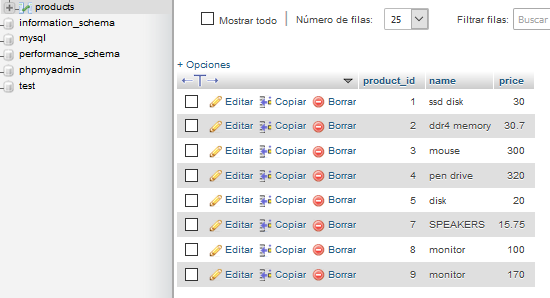 products
information_schema
mysql
performance_schema
phpmyadmin
test
Mostrar todo | Número de filas: 25 Filtrar filas: Buscar
+ Opciones
product_id name price
Editar Copiar Borrar 1 ssd disk 30
Editar Copiar Borrar 2 ddr4 memory 30.7
Editar Copiar Borrar 3 mouse 300
Editar Copiar Borrar 4 pen drive 320
Editar Copiar Borrar 5 disk 20
Editar Copiar Borrar 7 SPEAKERS 15.75
Editar Copiar Borrar 8 monitor 100
Editar Copiar Borrar 9 monitor 170